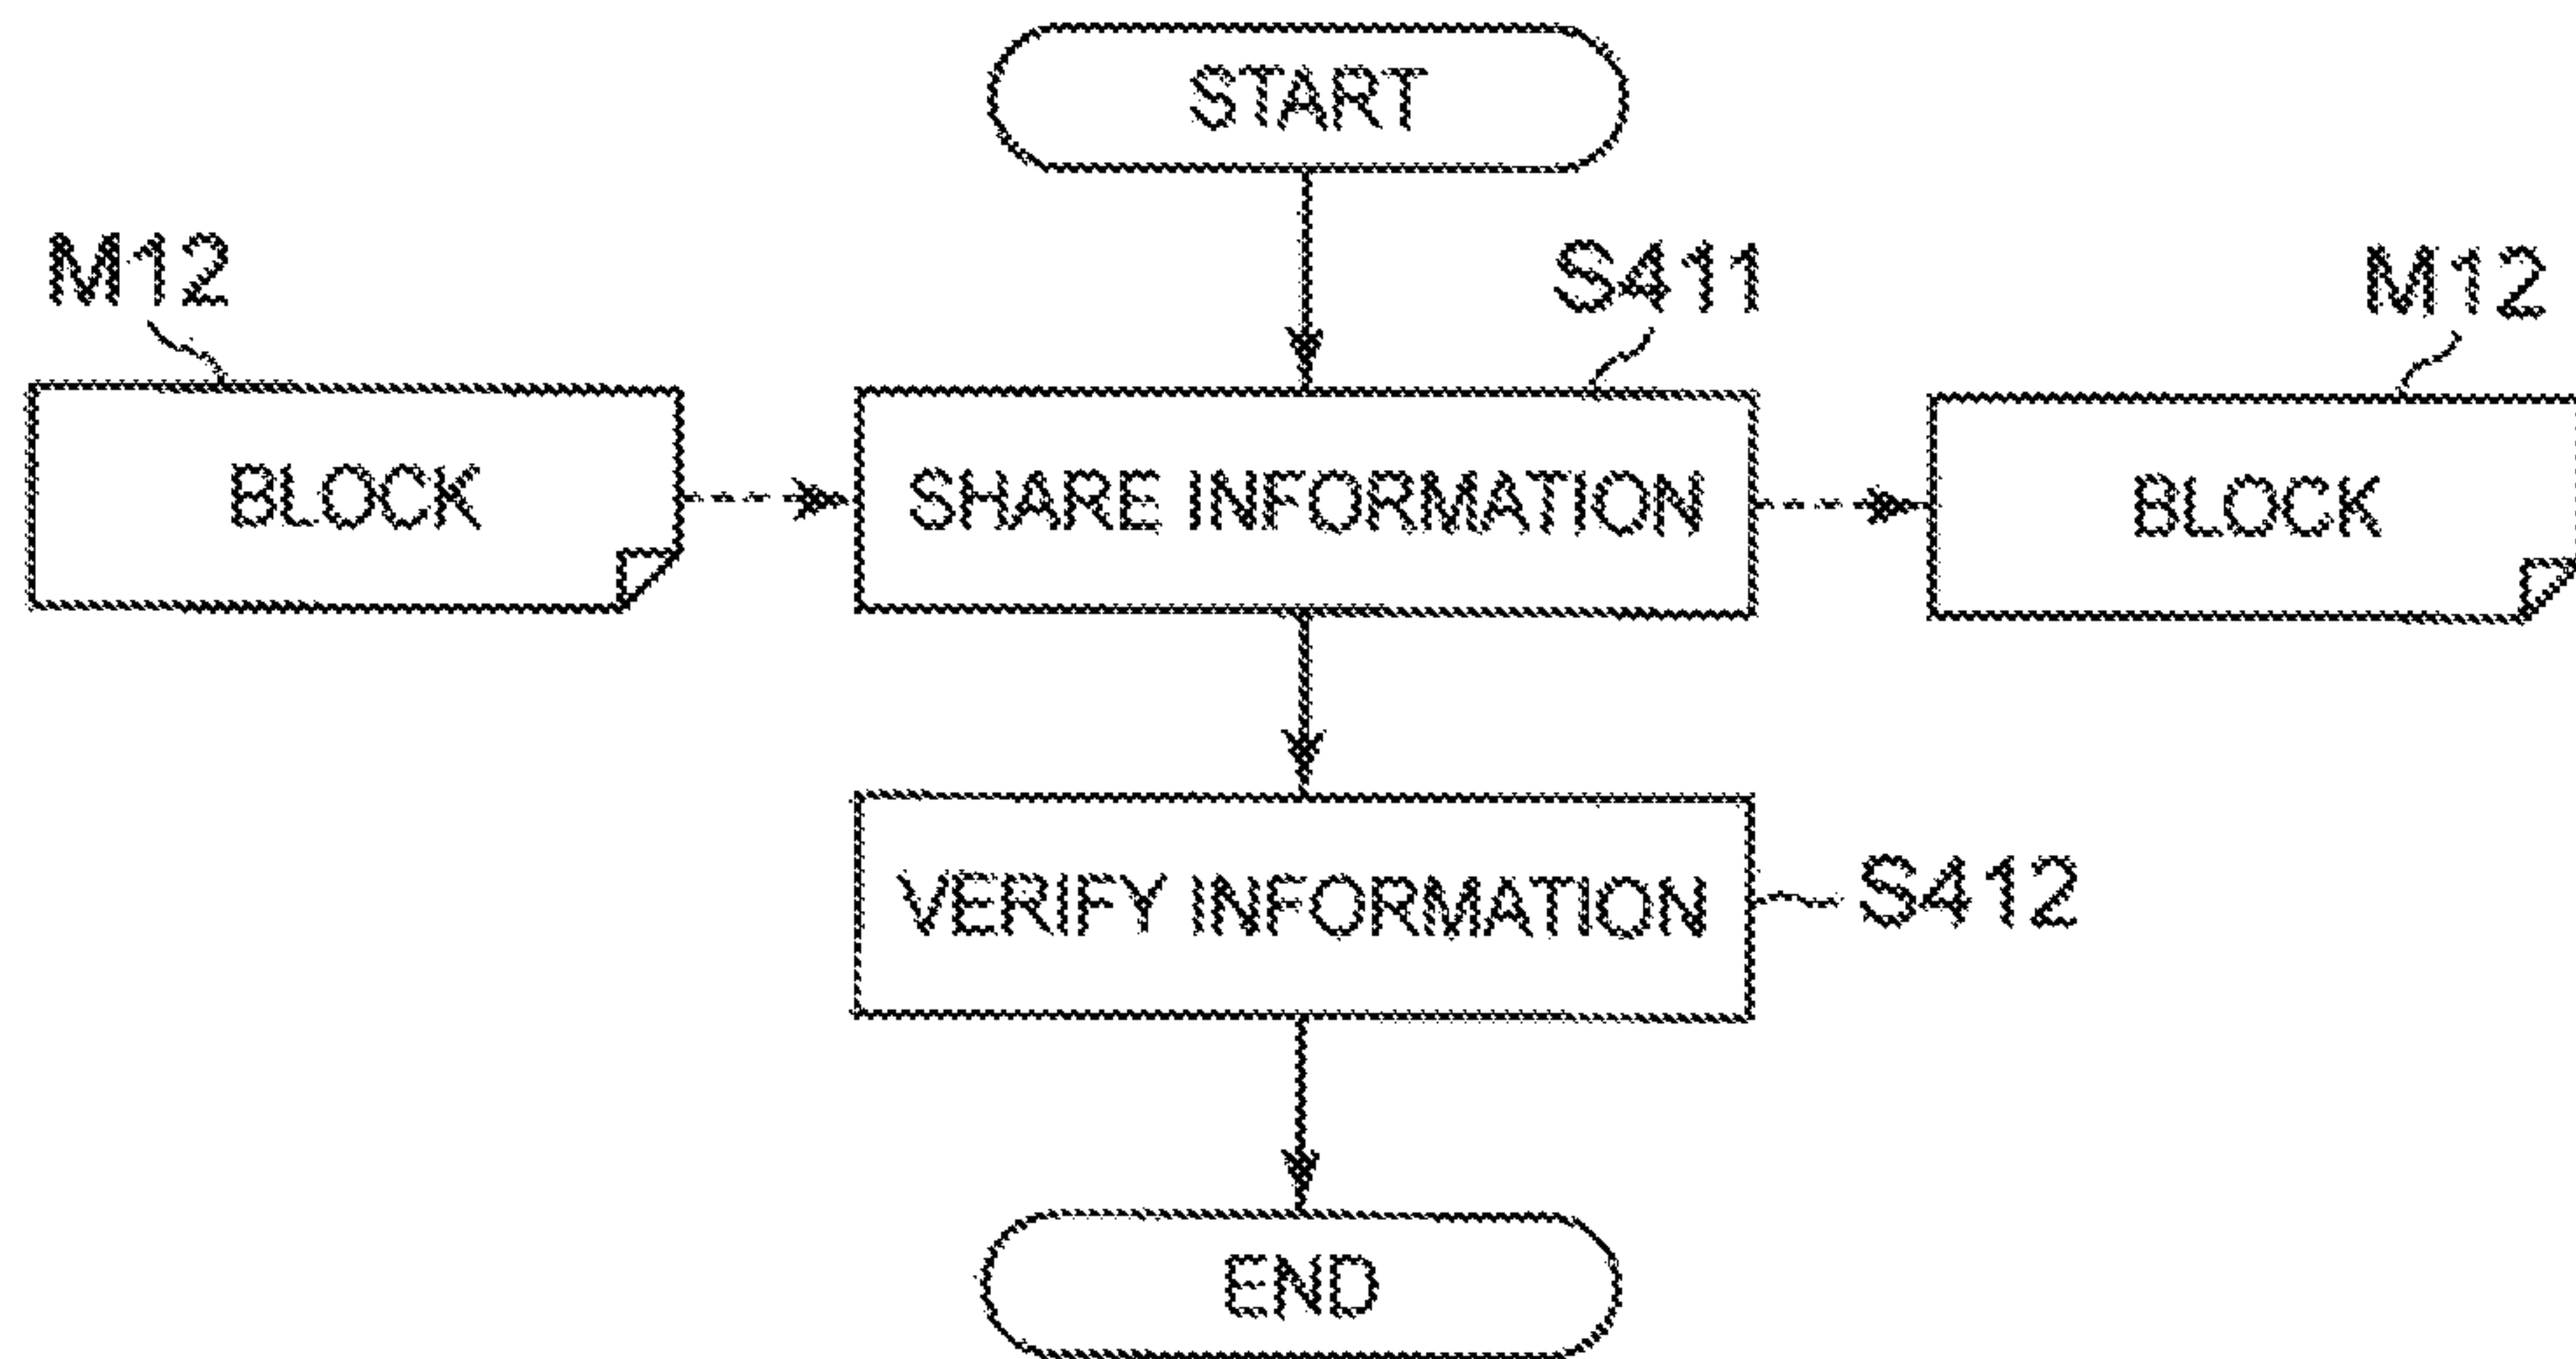 START
M12
S411
M12
BLOCK
SHARE INFORMATION
BLOCK
VERIFY INFORMATION
S412
END